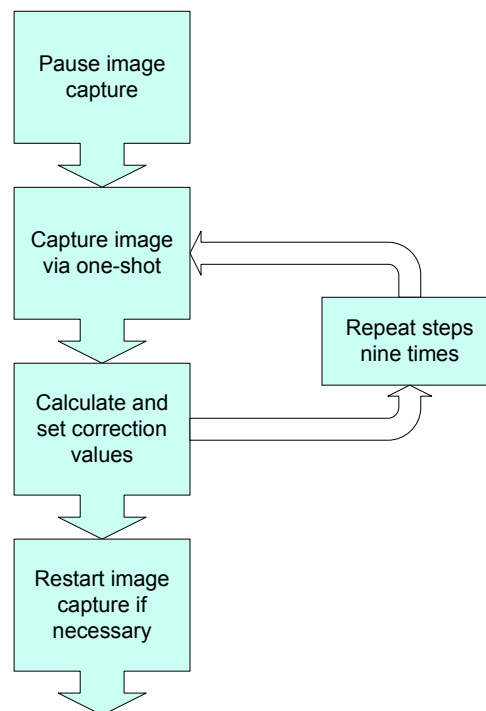 Pause image
capture
Capture image
via one-shot
Repeat steps
nine times
Calculate and
set correction
values
Restart image
capture if
necessary